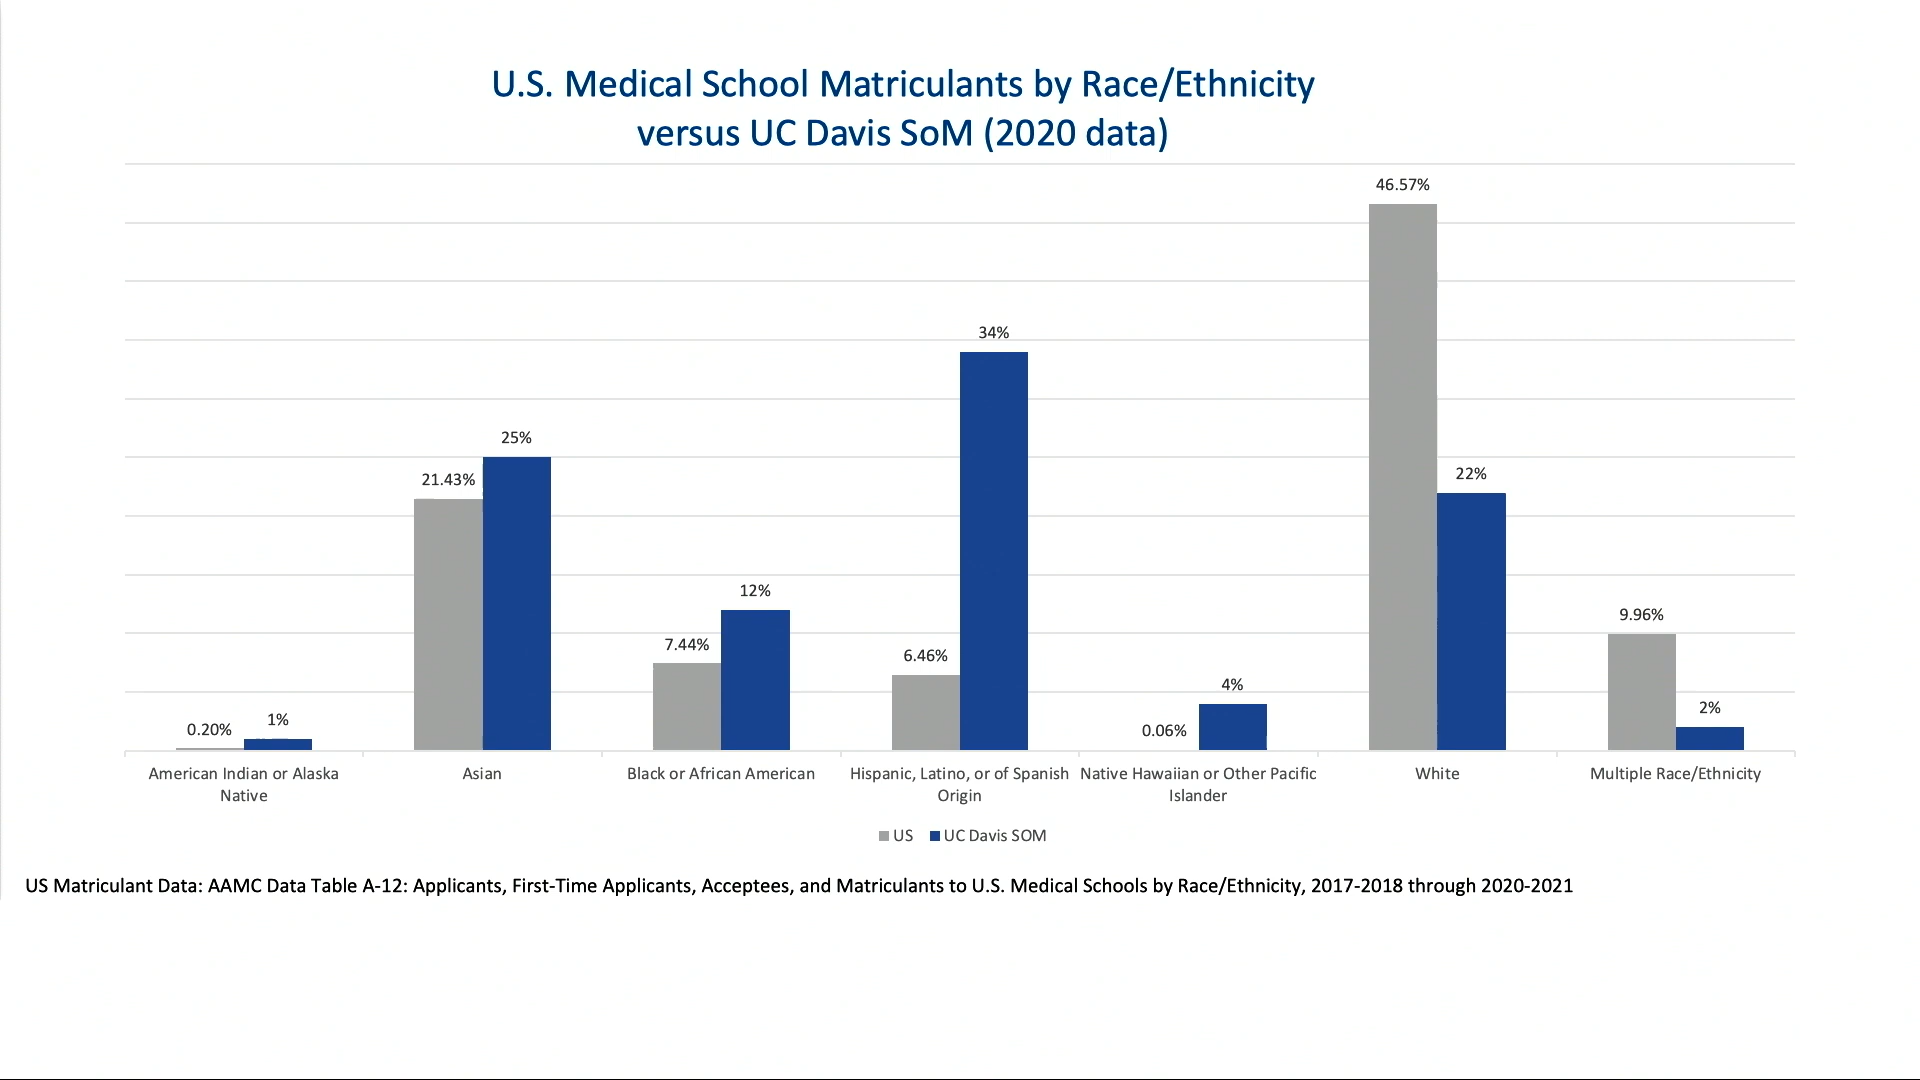 U.S. Medical School Matriculants by Race/Ethnicity
versus UC Davis SoM (2020 data)
46.57%
34%
25%
21.43%
22%
12%
7.44%
6.46%
9.96%
4%
2%
0.20%
1%
0.06%
American Indian or Alaska
Native
Asian
Black or African American
Hispanic, Latino, or of Spanish
Origin
Native Hawaiian or Other Pacific
Islander
White
Multiple Race/Ethnicity
US
UC Davis SOM
US Matriculant Data: AAMC Data Table A-12: Applicants, First-Time Applicants, Acceptees, and Matriculants to U.S. Medical Schools by Race/Ethnicity, 2017-2018 through 2020-2021